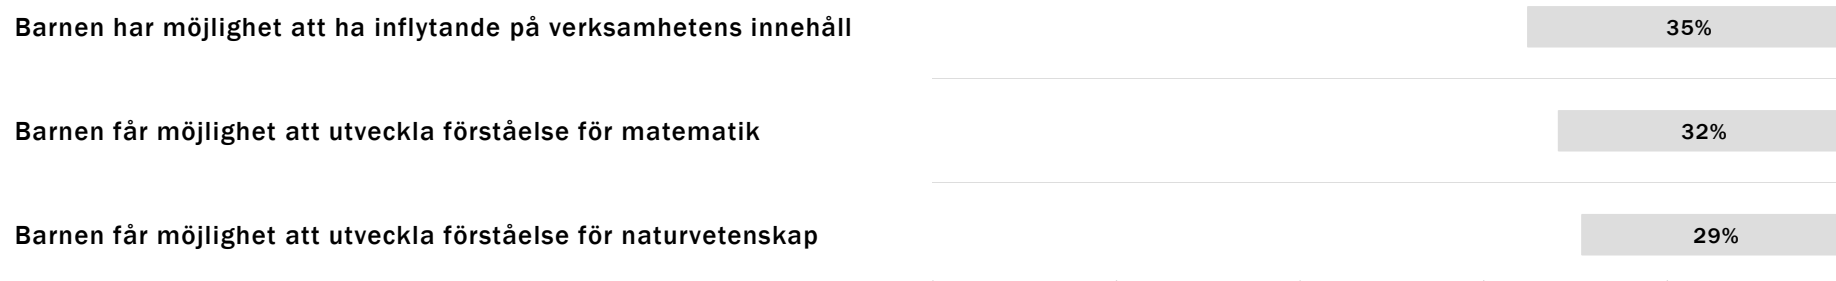 Barnen har möjlighet att ha inflytande på verksamhetens innehåll 35%
Barnen får möjlighet att utveckla förståelse för matematik 32%
Barnen får möjlighet att utveckla förståelse för naturvetenskap 29%